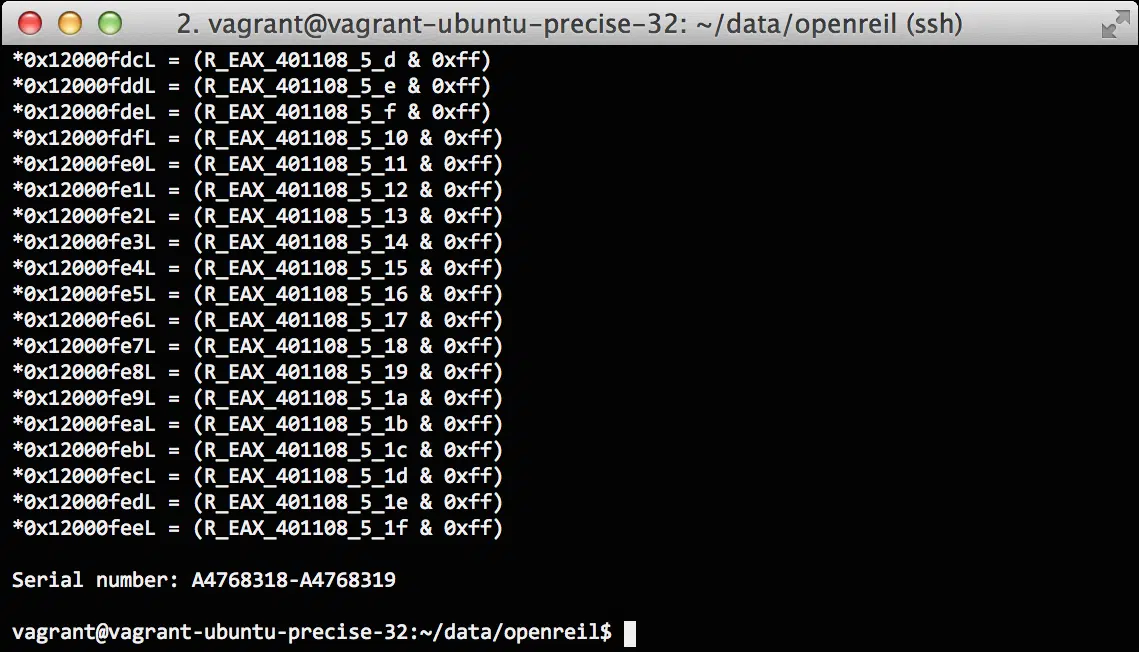 2. vagrant@vagrant-ubuntu-precise-32: ~/data/openreil (ssh)
*0x12000fdcL = (R_EAX_401108_5_d & 0xff)
*0x12000fddL = (R_EAX_401108_5_e & 0xff)
*0x12000fdeL = (R_EAX_401108_5_f & 0xff)
*0x12000fdfL = (R_EAX_401108_5_10 & 0xff)
*0x12000fe0L = (R_EAX_401108_5_11 & 0xff)
*0x12000fe1L = (R_EAX_401108_5_12 & 0xff)
*0x12000fe2L = (R_EAX_401108_5_13 & 0xff)
*0x12000fe3L = (R_EAX_401108_5_14 & 0xff)
*0x12000fe4L = (R_EAX_401108_5_15 & 0xff)
*0x12000fe5L = (R_EAX_401108_5_16 & 0xff)
*0x12000fe6L = (R_EAX_401108_5_17 & 0xff)
*0x12000fe7L = (R_EAX_401108_5_18 & 0xff)
*0x12000fe8L = (R_EAX_401108_5_19 & 0xff)
*0x12000fe9L = (R_EAX_401108_5_1a & 0xff)
*0x12000feaL = (R_EAX_401108_5_1b & 0xff)
*0x12000febL = (R_EAX_401108_5_1c & 0xff)
*0x12000fecL = (R_EAX_401108_5_1d & 0xff)
*0x12000fedL = (R_EAX_401108_5_1e & 0xff)
*0x12000feeL = (R_EAX_401108_5_1f & 0xff)
Serial number: A4768318-A4768319
vagrant@vagrant-ubuntu-precise-32:~/data/openreil$